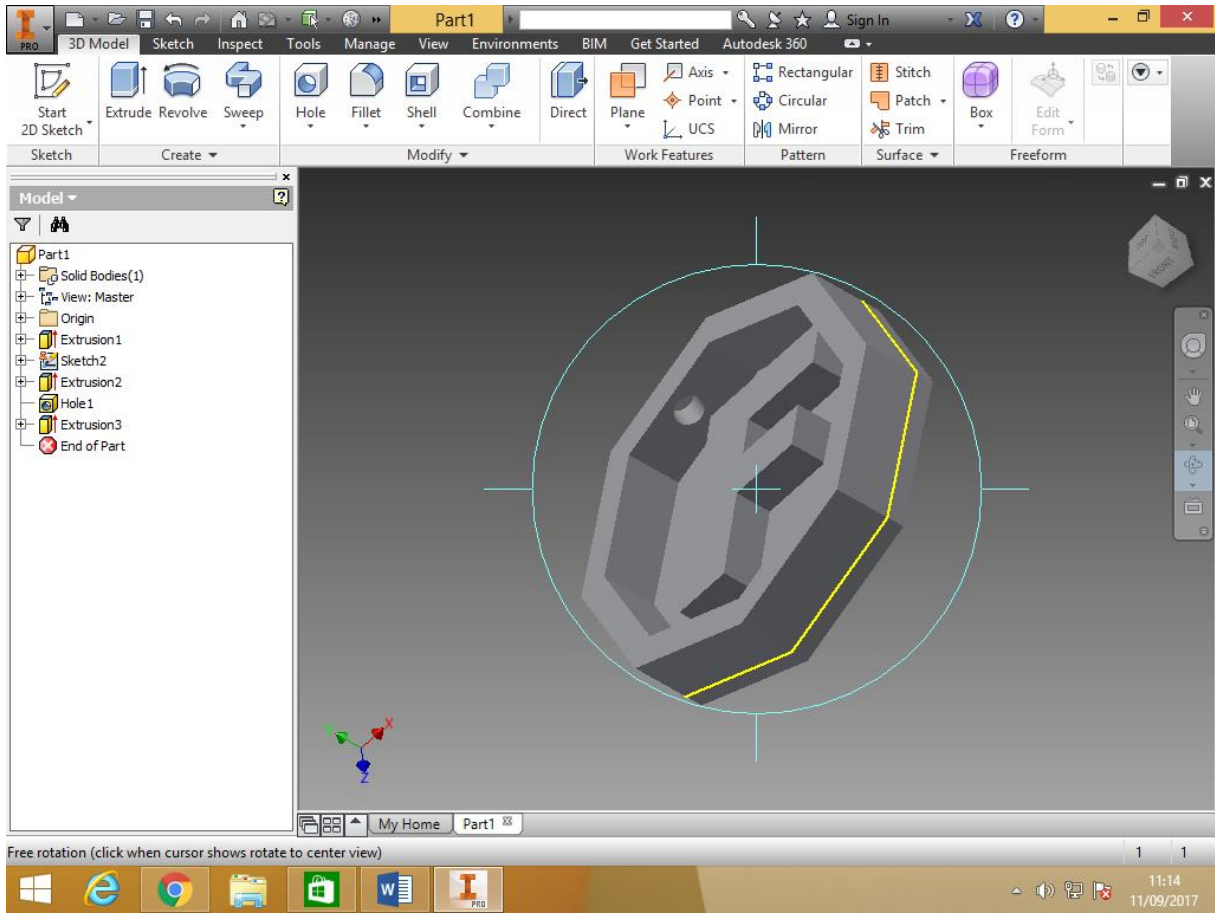 Part1
Sign In
PRO
3D Model Sketch Inspect Tools Manage View Environments BIM Get Started Autodesk 360
Start
2D Sketch
Extrude Revolve Sweep
Hole Fillet Shell Combine Direct
Plane
Axis
Point
UCS
Rectangular
Circular
Mirror
Stitch
Patch
Trim
Box
Edit
Form
Sketch Create Modify Work Features Pattern Surface Freeform
Model
Part1
Solid Bodies(1)
View: Master
Origin
Extrusion1
Sketch2
Extrusion2
Hole1
Extrusion3
End of Part
TOP
FRONT
X
Z
My Home Part1
Free rotation (click when cursor shows rotate to center view) 1 1
PRO
11:14
11/09/2017